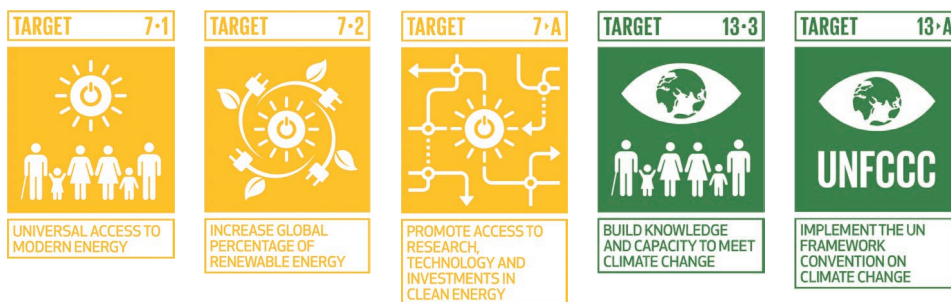 TARGET 7·1
UNIVERSAL ACCESS TO
MODERN ENERGY
TARGET 7·2
INCREASE GLOBAL
PERCENTAGE OF
RENEWABLE ENERGY
TARGET 7·A
PROMOTE ACCESS TO
RESEARCH,
TECHNOLOGY AND
INVESTMENTS IN
CLEAN ENERGY
TARGET 13·3
BUILD KNOWLEDGE
AND CAPACITY TO MEET
CLIMATE CHANGE
TARGET 13·A
UNFCCC
IMPLEMENT THE UN
FRAMEWORK
CONVENTION ON
CLIMATE CHANGE